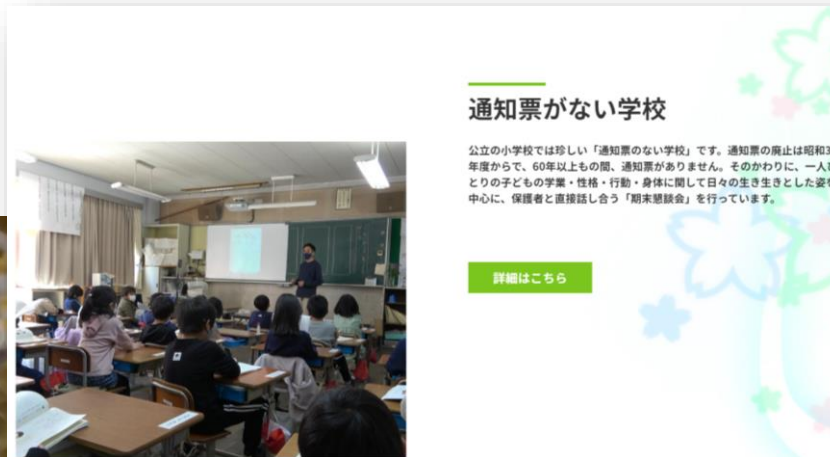 通知票がない学校
公立の小学校では珍しい「通知票のない学校」です。通知票の廃止は昭和3
年度からで、60年以上もの間、通知票がありません。そのかわりに、一人ひ
とりの子どもの学業・性格・行動・身体に関して日々の生き生きとした姿を
中心に、保護者と直接話し合う「期末懇談会」を行っています。
詳細はこちら